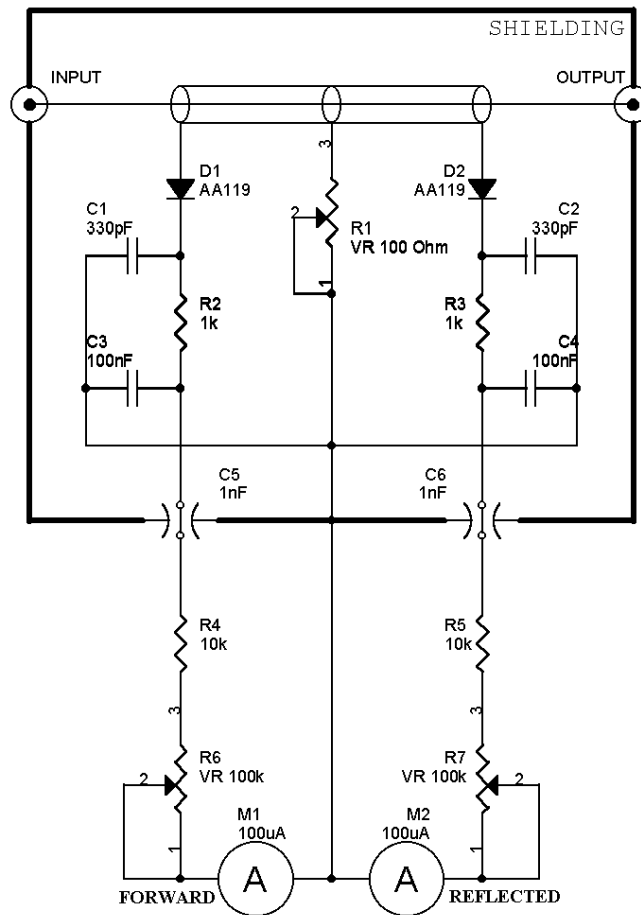 SHIELDING
INPUT
OUTPUT
3
D1
AA119
D2
AA119
C1
330pF
2
R1
VR 100 Ohm
C2
330pF
1
R2
1k
R3
1k
C3
100nF
C4
100nF
C5
1nF
C6
1nF
R4
10k
R5
10k
3
3
R6
VR 100k
2
R7
VR 100k
2
M1
100uA
M2
100uA
1
1
A
A
FORWARD
REFLECTED